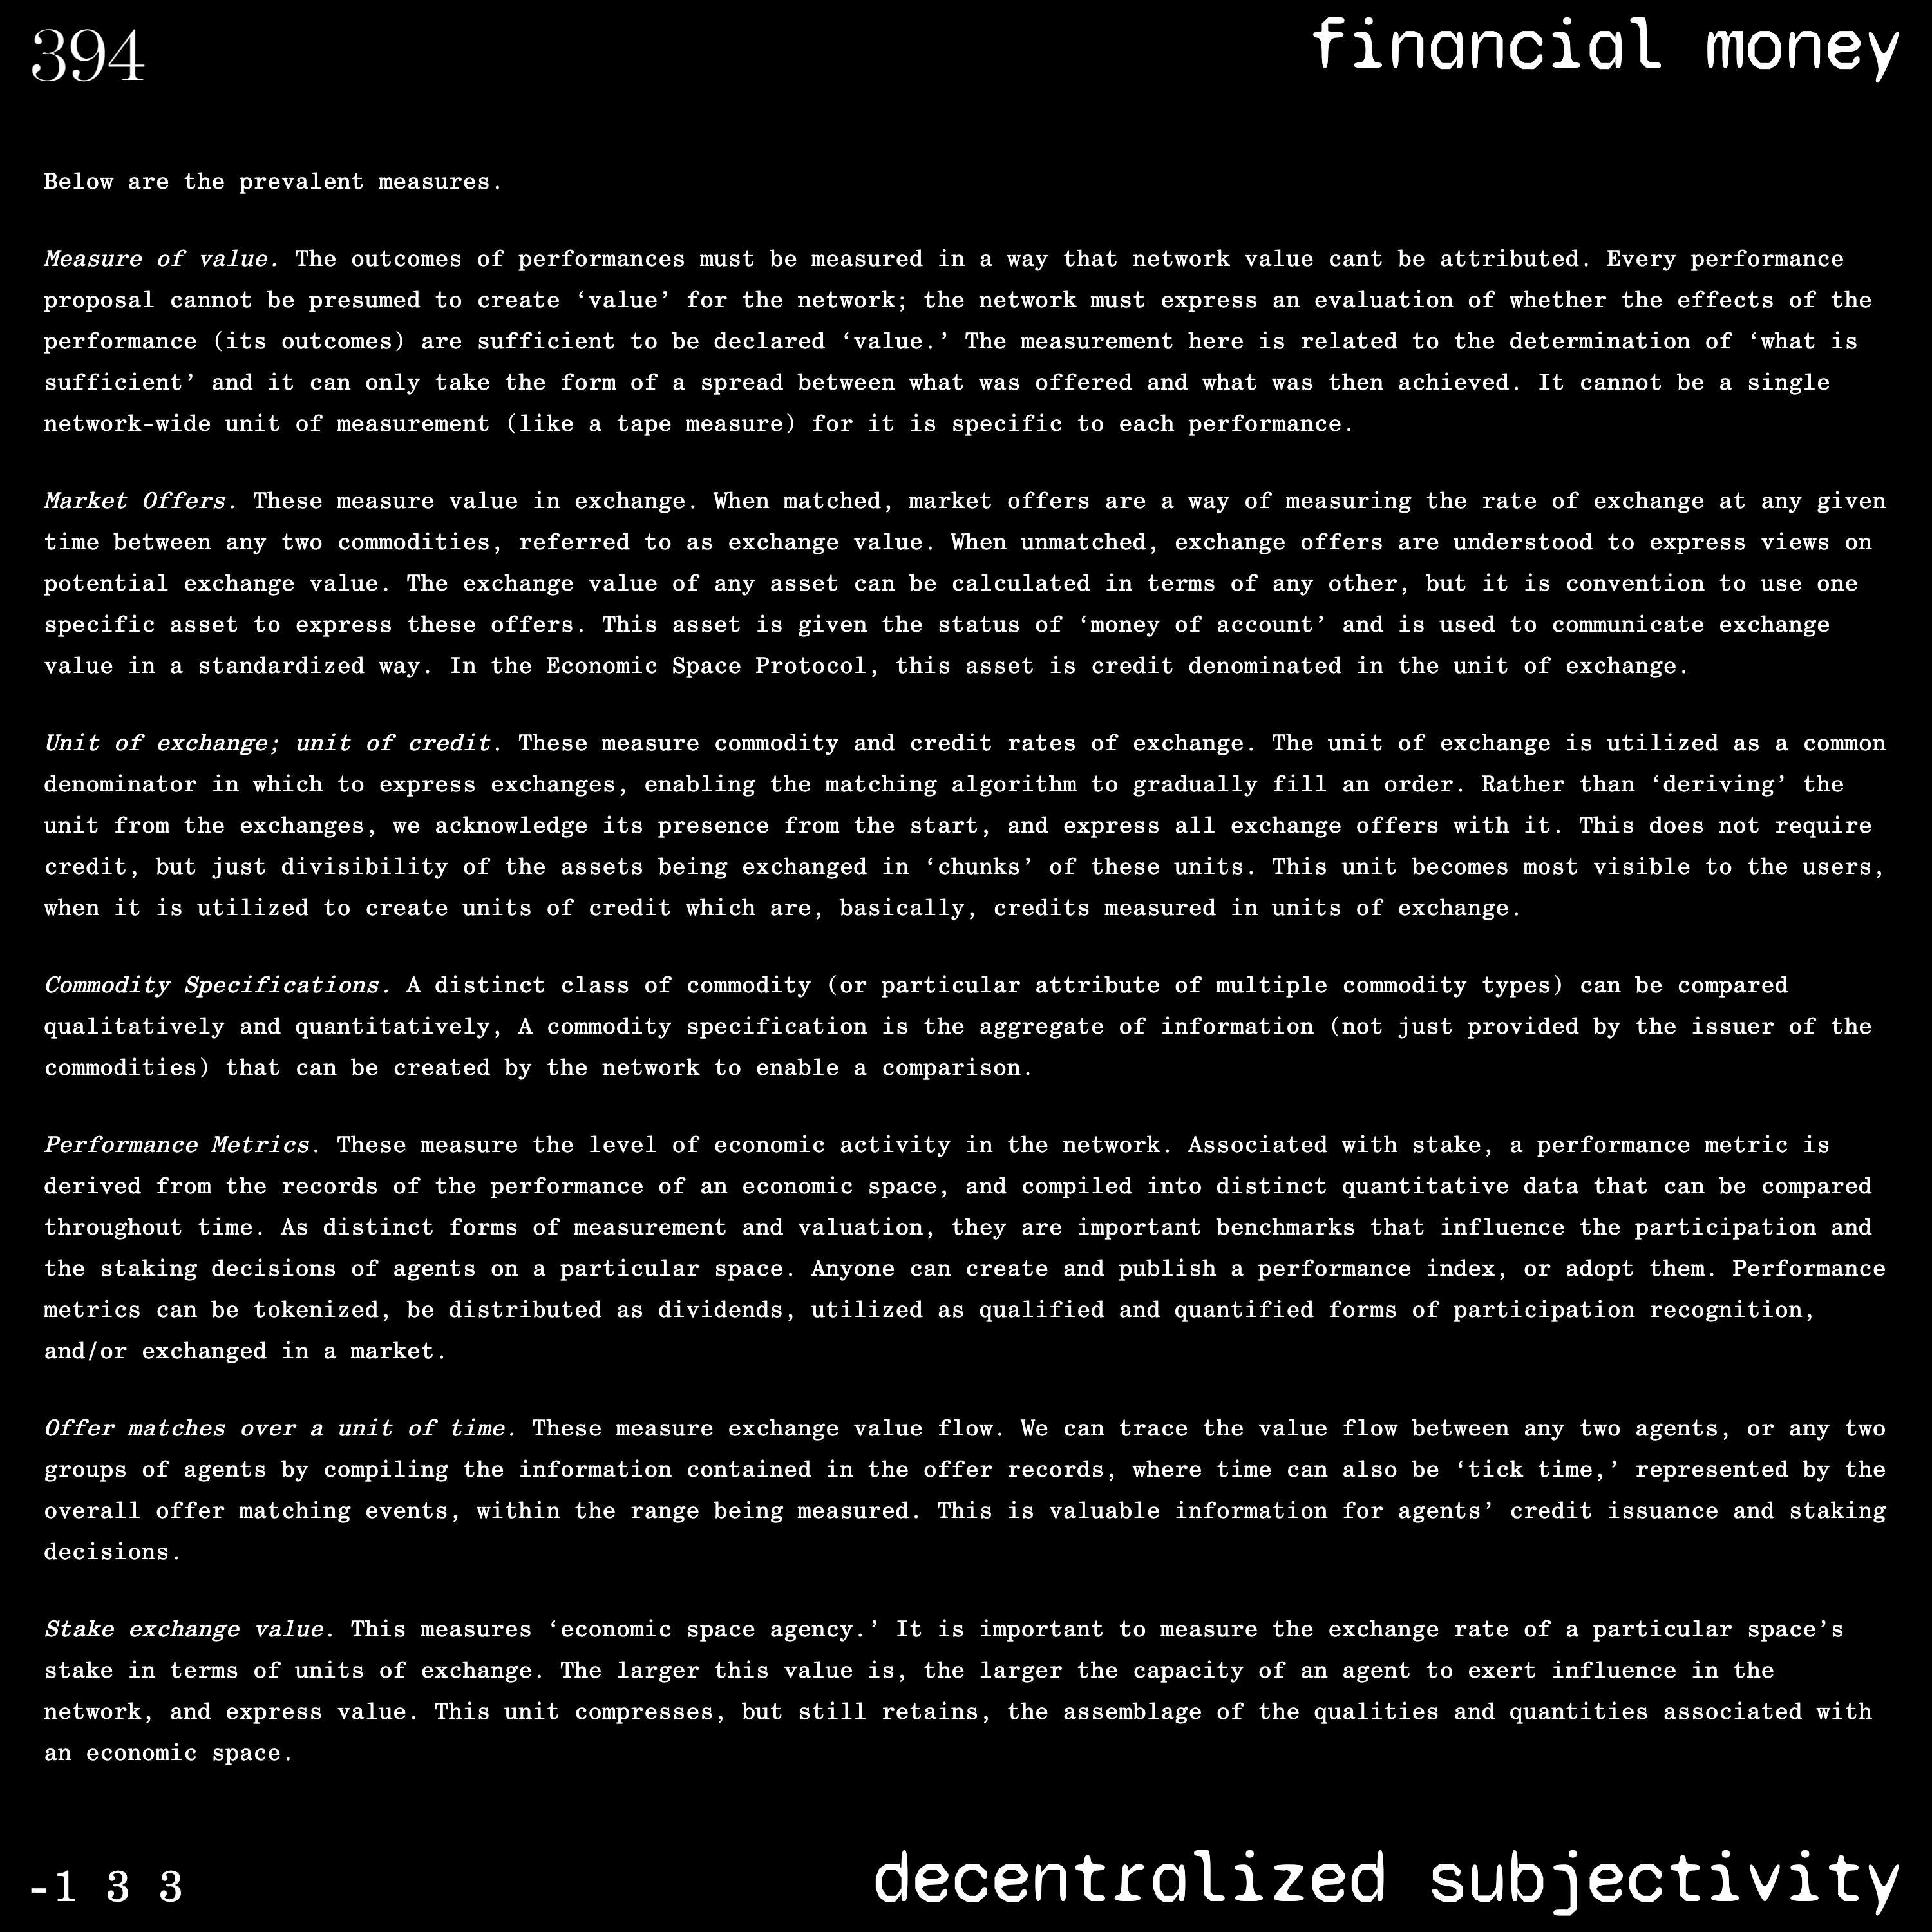 394
financial money
Below are the prevalent measures.
Measure of value. The outcomes of performances must be measured in a way that network value cant be attributed. Every performance
proposal cannot be presumed to create ‘value’ for the network; the network must express an evaluation of whether the effects of the
performance (its outcomes) are sufficient to be declared ‘value.’ The measurement here is related to the determination of ‘what is
sufficient’ and it can only take the form of a spread between what was offered and what was then achieved. It cannot be a single
network-wide unit of measurement (like a tape measure) for it is specific to each performance.
Market Offers. These measure value in exchange. When matched, market offers are a way of measuring the rate of exchange at any given
time between any two commodities, referred to as exchange value. When unmatched, exchange offers are understood to express views on
potential exchange value. The exchange value of any asset can be calculated in terms of any other, but it is convention to use one
specific asset to express these offers. This asset is given the status of ‘money of account’ and is used to communicate exchange
value in a standardized way. In the Economic Space Protocol, this asset is credit denominated in the unit of exchange.
Unit of exchange; unit of credit. These measure commodity and credit rates of exchange. The unit of exchange is utilized as a common
denominator in which to express exchanges, enabling the matching algorithm to gradually fill an order. Rather than ‘deriving’ the
unit from the exchanges, we acknowledge its presence from the start, and express all exchange offers with it. This does not require
credit, but just divisibility of the assets being exchanged in ‘chunks’ of these units. This unit becomes most visible to the users,
when it is utilized to create units of credit which are, basically, credits measured in units of exchange.
Commodity Specifications. A distinct class of commodity (or particular attribute of multiple commodity types) can be compared
qualitatively and quantitatively, A commodity specification is the aggregate of information (not just provided by the issuer of the
commodities) that can be created by the network to enable a comparison.
Performance Metrics. These measure the level of economic activity in the network. Associated with stake, a performance metric is
derived from the records of the performance of an economic space, and compiled into distinct quantitative data that can be compared
throughout time. As distinct forms of measurement and valuation, they are important benchmarks that influence the participation and
the staking decisions of agents on a particular space. Anyone can create and publish a performance index, or adopt them. Performance
metrics can be tokenized, be distributed as dividends, utilized as qualified and quantified forms of participation recognition,
and/or exchanged in a market.
Offer matches over a unit of time. These measure exchange value flow. We can trace the value flow between any two agents, or any two
groups of agents by compiling the information contained in the offer records, where time can also be ‘tick time,’ represented by the
overall offer matching events, within the range being measured. This is valuable information for agents’ credit issuance and staking
decisions.
Stake exchange value. This measures ‘economic space agency.’ It is important to measure the exchange rate of a particular space’s
stake in terms of units of exchange. The larger this value is, the larger the capacity of an agent to exert influence in the
network, and express value. This unit compresses, but still retains, the assemblage of the qualities and quantities associated with
an economic space.
-1 3 3
decentralized subjectivity